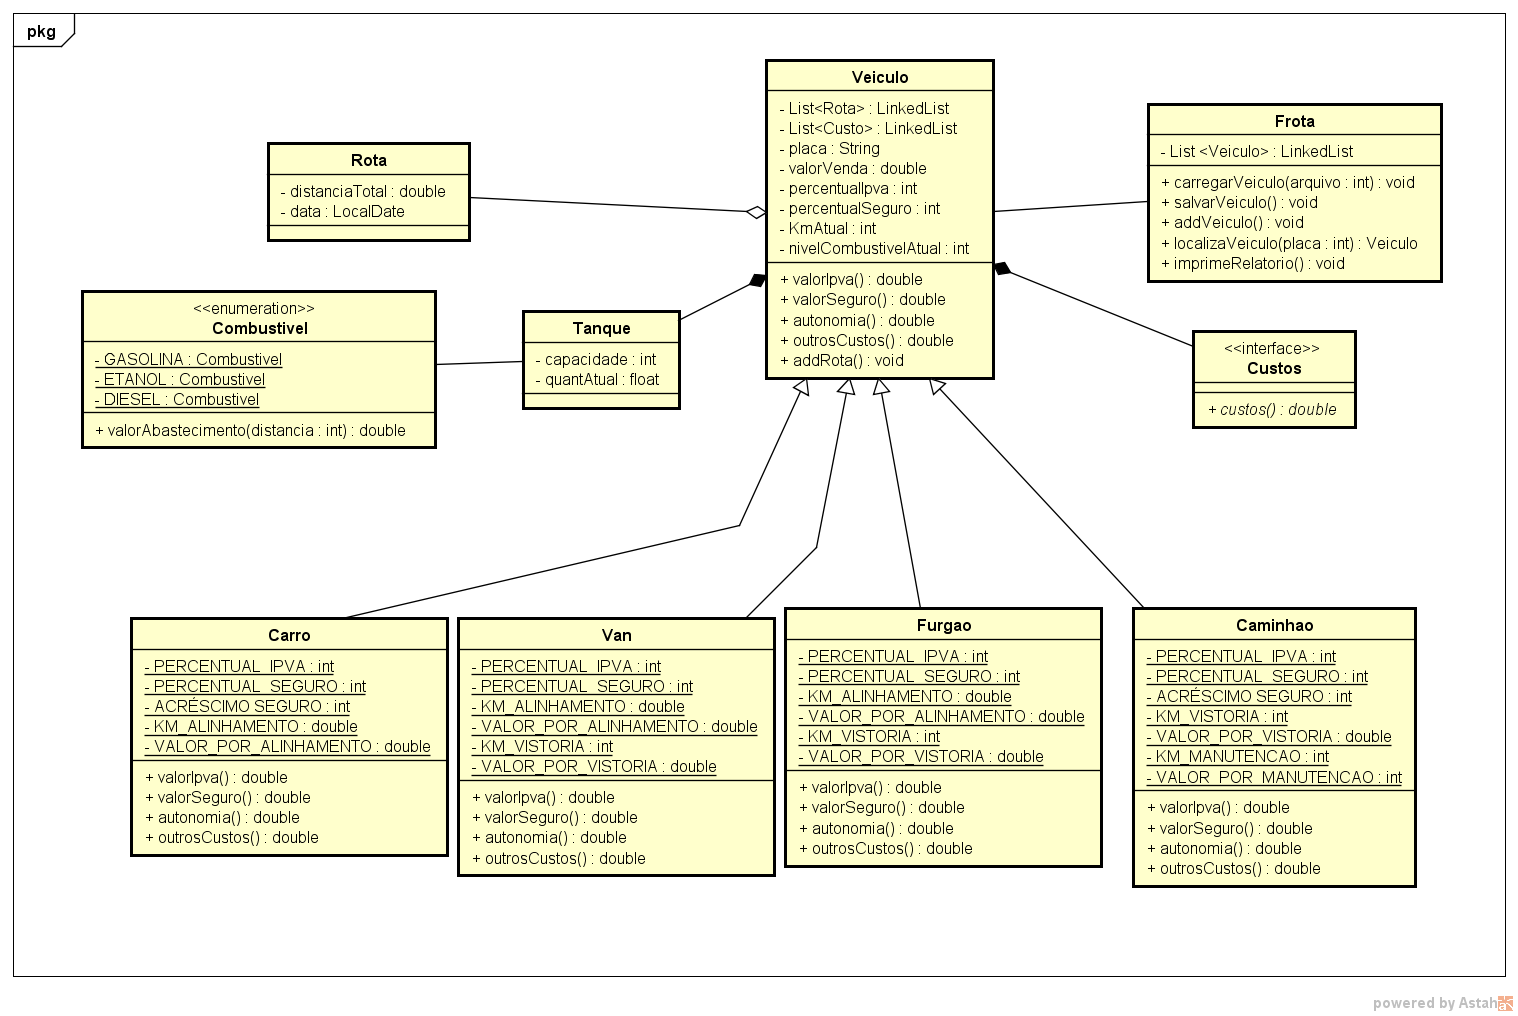 pkg
Veiculo
- List<Rota> : LinkedList
- List<Custo> : LinkedList
- placa : String
- valorVenda : double
- percentualIpva : int
- percentualSeguro : int
- KmAtual : int
- nivelCombustivelAtual : int
+ valorIpva() : double
+ valorSeguro() : double
+ autonomia() : double
+ outrosCustos() : double
+ addRota() : void
Frota
- List <Veiculo> : LinkedList
+ carregarVeiculo(arquivo : int) : void
+ salvarVeiculo() : void
+ addVeiculo() : void
+ localizaVeiculo(placa : int) : Veiculo
+ imprimeRelatorio() : void
Rota
- distanciaTotal : double
- data : LocalDate
<<enumeration>>
Combustivel
- GASOLINA : Combustivel
- ETANOL : Combustivel
- DIESEL : Combustivel
+ valorAbastecimento(distancia : int) : double
Tanque
- capacidade : int
- quantAtual : float
<<interface>>
Custos
+ custos() : double
Carro
- PERCENTUAL_IPVA : int
- PERCENTUAL_SEGURO : int
- ACRÉSCIMO SEGURO : int
- KM_ALINHAMENTO : double
- VALOR_POR_ALINHAMENTO : double
+ valorIpva() : double
+ valorSeguro() : double
+ autonomia() : double
+ outrosCustos() : double
Van
- PERCENTUAL_IPVA : int
- PERCENTUAL_SEGURO : int
- KM_ALINHAMENTO : double
- VALOR_POR_ALINHAMENTO : double
- KM_VISTORIA : int
- VALOR_POR_VISTORIA : double
+ valorIpva() : double
+ valorSeguro() : double
+ autonomia() : double
+ outrosCustos() : double
Furgao
- PERCENTUAL_IPVA : int
- PERCENTUAL_SEGURO : int
- KM_ALINHAMENTO : double
- VALOR_POR_ALINHAMENTO : double
- KM_VISTORIA : int
- VALOR_POR_VISTORIA : double
+ valorIpva() : double
+ valorSeguro() : double
+ autonomia() : double
+ outrosCustos() : double
Caminhao
- PERCENTUAL_IPVA : int
- PERCENTUAL_SEGURO : int
- ACRÉSCIMO SEGURO : int
- KM_VISTORIA : int
- VALOR_POR_VISTORIA : double
- KM_MANUTENCAO : int
- VALOR_POR_MANUTENCAO : int
+ valorIpva() : double
+ valorSeguro() : double
+ autonomia() : double
+ outrosCustos() : double
powered by Astah